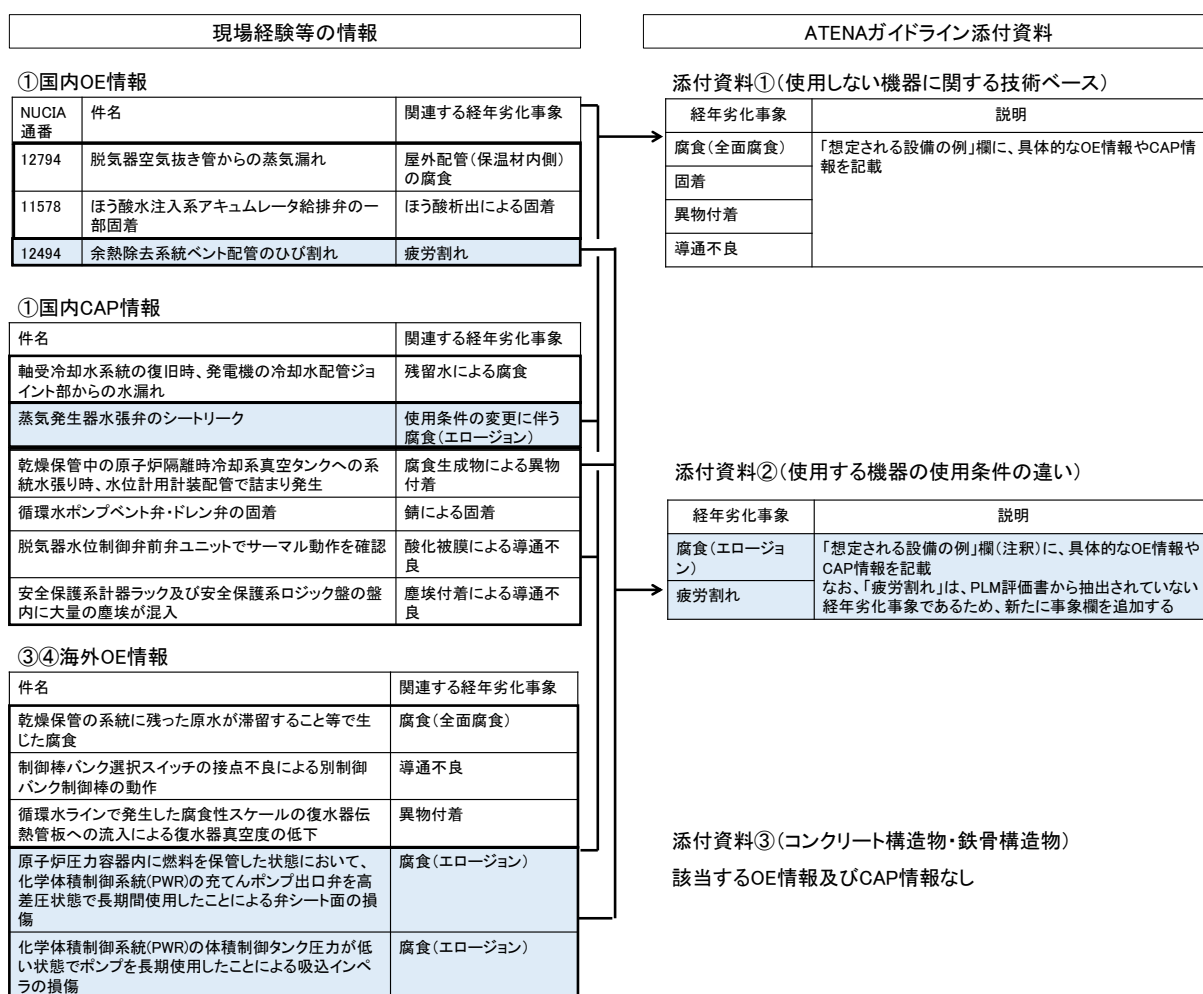 現場経験等の情報
ATENAガイドライン添付資料
①国内OE情報
NUCIA
通番
件名
関連する経年劣化事象
12794
脱気器空気抜き管からの蒸気漏れ
屋外配管(保温材内側)
の腐食
11578
ほう酸水注入系アキュムレータ給排弁の一
部固着
ほう酸析出による固着
12494
余熱除去系統ベント配管のひび割れ
疲労割れ
①国内CAP情報
件名
関連する経年劣化事象
軸受冷却水系統の復旧時、発電機の冷却水配管ジョ
イント部からの水漏れ
残留水による腐食
蒸気発生器水張弁のシートリーク
使用条件の変更に伴う
腐食(エロージョン)
乾燥保管中の原子炉隔離時冷却系真空タンクへの系
統水張り時、水位計用計装配管で詰まり発生
腐食生成物による異物
付着
循環水ポンプベント弁・ドレン弁の固着
錆による固着
脱気器水位制御弁前弁ユニットでサーマル動作を確認
酸化被膜による導通不
良
安全保護系計器ラック及び安全保護系ロジック盤の盤
内に大量の塵埃が混入
塵埃付着による導通不
良
③④海外OE情報
件名
関連する経年劣化事象
乾燥保管の系統に残った原水が滞留すること等で生
じた腐食
腐食(全面腐食)
制御棒バンク選択スイッチの接点不良による別制御
バンク制御棒の動作
導通不良
循環水ラインで発生した腐食性スケールの復水器伝
熱管板への流入による復水器真空度の低下
異物付着
原子炉圧力容器内に燃料を保管した状態において、
化学体積制御系統(PWR)の充てんポンプ出口弁を高
差圧状態で長期間使用したことによる弁シート面の損
傷
腐食(エロージョン)
化学体積制御系統(PWR)の体積制御タンク圧力が低
い状態でポンプを長期使用したことによる吸込インペ
ラの損傷
腐食(エロージョン)
添付資料①(使用しない機器に関する技術ベース)
経年劣化事象
説明
腐食(全面腐食)
「想定される設備の例」欄に、具体的なOE情報やCAP情
報を記載
固着
異物付着
導通不良
添付資料②(使用する機器の使用条件の違い)
経年劣化事象
説明
腐食(エロージョ
ン)
「想定される設備の例」欄(注釈)に、具体的なOE情報や
CAP情報を記載
なお、「疲労割れ」は、PLM評価書から抽出されていない
経年劣化事象であるため、新たに事象欄を追加する
疲労割れ
添付資料③(コンクリート構造物・鉄骨構造物)
該当するOE情報及びCAP情報なし